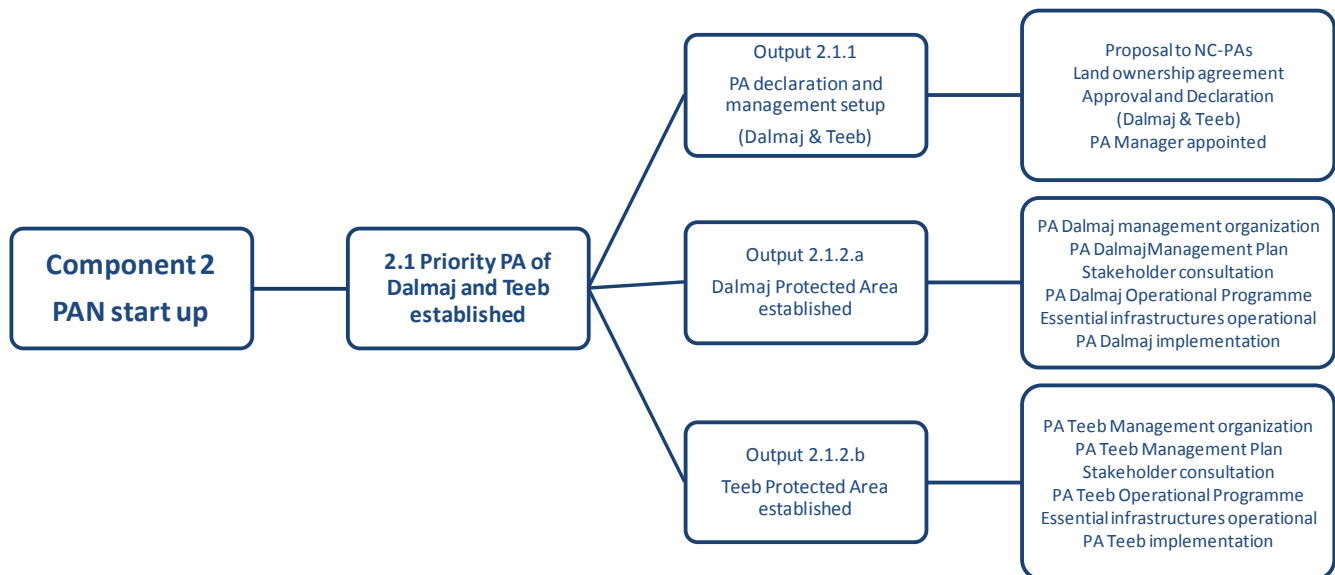 Component 2
PAN start up
2.1 Priority PA of
Dalmaj and Teeb
established
Output 2.1.1
PA declaration and
management setup
(Dalmaj & Teeb)
Proposal to NC-PAs
Land ownership agreement
Approval and Declaration
(Dalmaj & Teeb)
PA Manager appointed
Output 2.1.2.a
Dalmaj Protected Area
established
PA Dalmaj management organization
PA DalmajManagement Plan
Stakeholder consultation
PA Dalmaj Operational Programme
Essential infrastructures operational
PA Dalmaj implementation
Output 2.1.2.b
Teeb Protected Area
established
PA Teeb Management organization
PA Teeb Management Plan
Stakeholder consultation
PA Teeb Operational Programme
Essential infrastructures operational
PA Teeb implementation